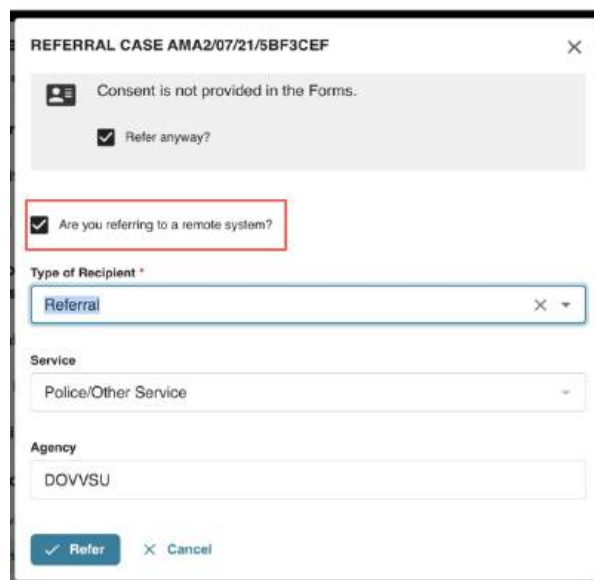 REFERRAL CASE AMA2/07/21/5BF3CEF
Consent is not provided in the Forms.
Refer anyway?
Are you referring to a remote system?
Type of Recipient *
Referral
Service
Police/Other Service
Agency
DOVVSU
Refer
Cancel